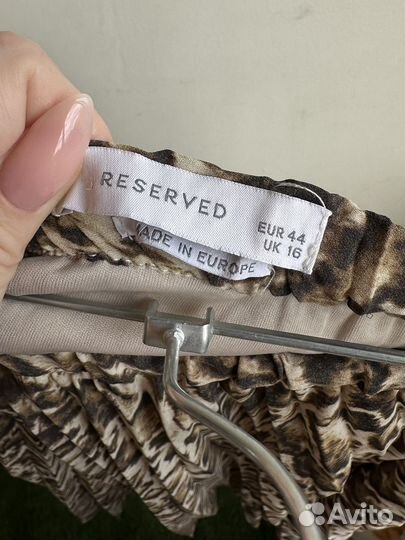 RESERVED
EUR 44
UK 16
MADE IN EUROPE
Avito